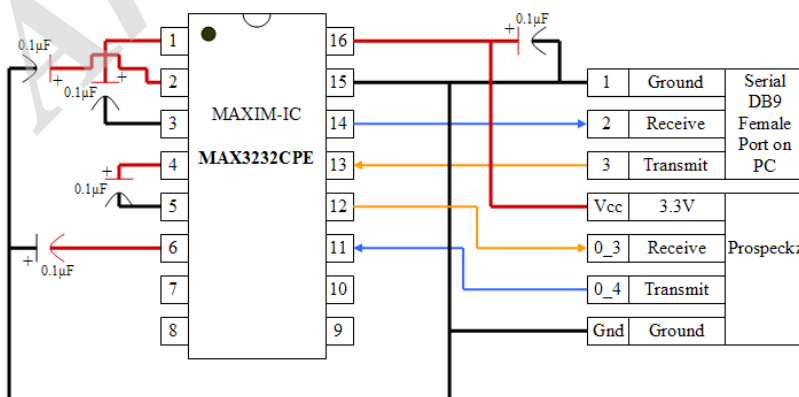 0.1µF
0.1µF
+
+
+
0.1µF
1
16
2
15
3
14
4
13
5
12
6
11
7
10
8
9
MAXIM-IC
MAX3232CPE
+
0.1µF
+
0.1µF
1 Ground
2 Receive
3 Transmit
Serial
DB9
Female
Port on
PC
Vcc 3.3V
0_3 Receive
0_4 Transmit
Gnd Ground
Prospeckz